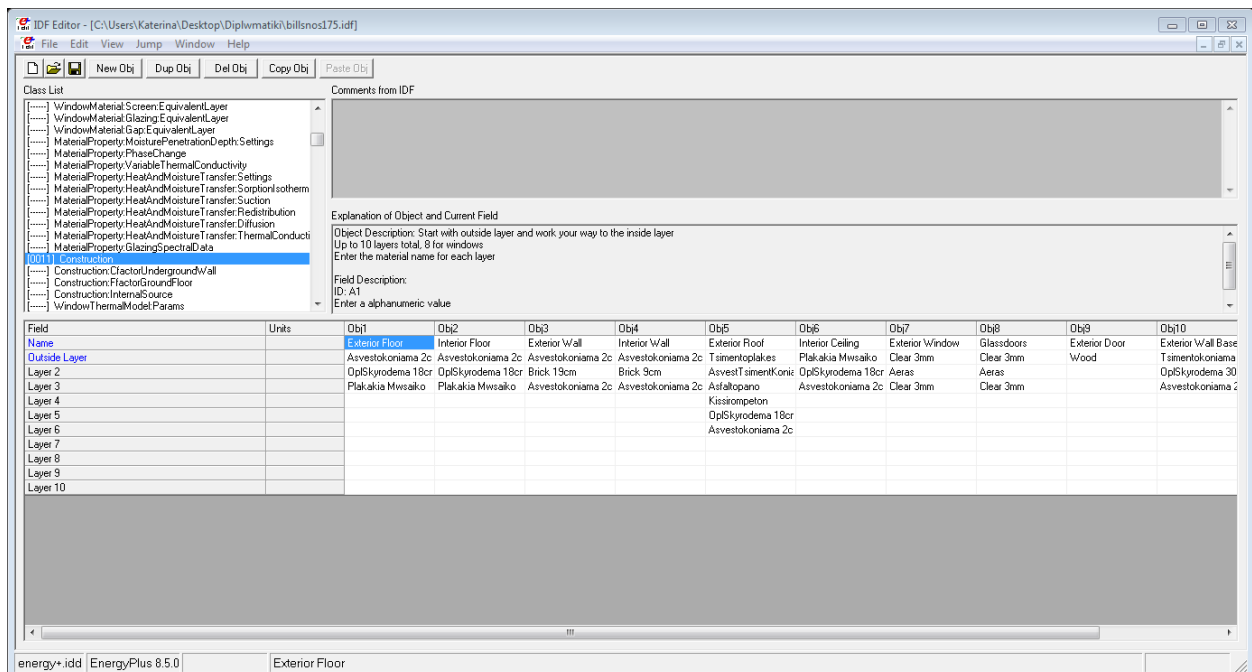 IDF Editor - [C:\Users\Katerina\Desktop\Diplwmatiki\billsnos175.idf]
File Edit View Jump Window Help
New Obj Dup Obj Del Obj Copy Obj Paste Obj
Class List Comments from IDF
[------] WindowMaterial:Screen:EquivalentLayer
[------] WindowMaterial:Glazing:EquivalentLayer
[------] WindowMaterial:Gap:EquivalentLayer
[------] MaterialProperty:MoisturePenetrationDepth:Settings
[------] MaterialProperty:PhaseChange
[------] MaterialProperty:VariableThermalConductivity
[------] MaterialProperty:HeatAndMoistureTransfer:Settings
[------] MaterialProperty:HeatAndMoistureTransfer:SorptionIsotherm
[------] MaterialProperty:HeatAndMoistureTransfer:Suction
[------] MaterialProperty:HeatAndMoistureTransfer:Redistribution
[------] MaterialProperty:HeatAndMoistureTransfer:Diffusion
[------] MaterialProperty:HeatAndMoistureTransfer:ThermalConducti
[------] MaterialProperty:GlazingSpectralData
[0011] Construction
[------] Construction:CfactorUndergroundWall
[------] Construction:FfactorGroundFloor
[------] Construction:InternalSource
[------] WindowThermalModel:Params
Explanation of Object and Current Field
Object Description: Start with outside layer and work your way to the inside layer
Up to 10 layers total, 8 for windows
Enter the material name for each layer
Field Description:
ID: A1
Enter a alphanumeric value
Field Units Obj1 Obj2 Obj3 Obj4 Obj5 Obj6 Obj7 Obj8 Obj9 Obj10
Name Exterior Floor Interior Floor Exterior Wall Interior Wall Exterior Roof Interior Ceiling Exterior Window Glassdoors Exterior Door Exterior Wall Base
Outside Layer Asvestokoniama 2c Asvestokoniama 2c Asvestokoniama 2c Asvestokoniama 2c Tsimentoplakes Plakakia Mwsaiko Clear 3mm Clear 3mm Wood Tsimentokoniama
Layer 2 OplSkyrodema 18cr OplSkyrodema 18cr Brick 19cm Brick 9cm AsvestTsimentKonia OplSkyrodema 18cr Aeras Aeras OplSkyrodema 30
Layer 3 Plakakia Mwsaiko Plakakia Mwsaiko Asvestokoniama 2c Asvestokoniama 2c Asfaltopano Asvestokoniama 2c Clear 3mm Clear 3mm Asvestokoniama 2
Layer 4 Kissirompeton
Layer 5 OplSkyrodema 18cr
Layer 6 Asvestokoniama 2c
Layer 7
Layer 8
Layer 9
Layer 10
energy+.idd EnergyPlus 8.5.0 Exterior Floor